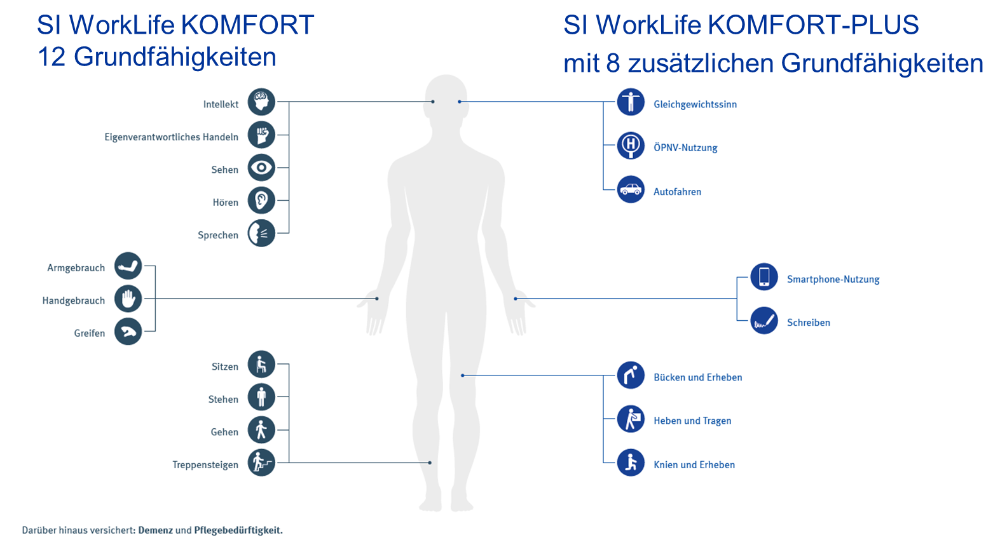 SI WorkLife KOMFORT
12 Grundfähigkeiten
SI WorkLife KOMFORT-PLUS
mit 8 zusätzlichen Grundfähigkeiten
Intellekt
Eigenverantwortliches Handeln
Sehen
Hören
Sprechen
Armgebrauch
Handgebrauch
Greifen
Sitzen
Stehen
Gehen
Treppensteigen
Gleichgewichtssinn
H
ÖPNV-Nutzung
Autofahren
Smartphone-Nutzung
Schreiben
Bücken und Erheben
Heben und Tragen
Knien und Erheben
Darüber hinaus versichert: Demenz und Pflegebedürftigkeit.